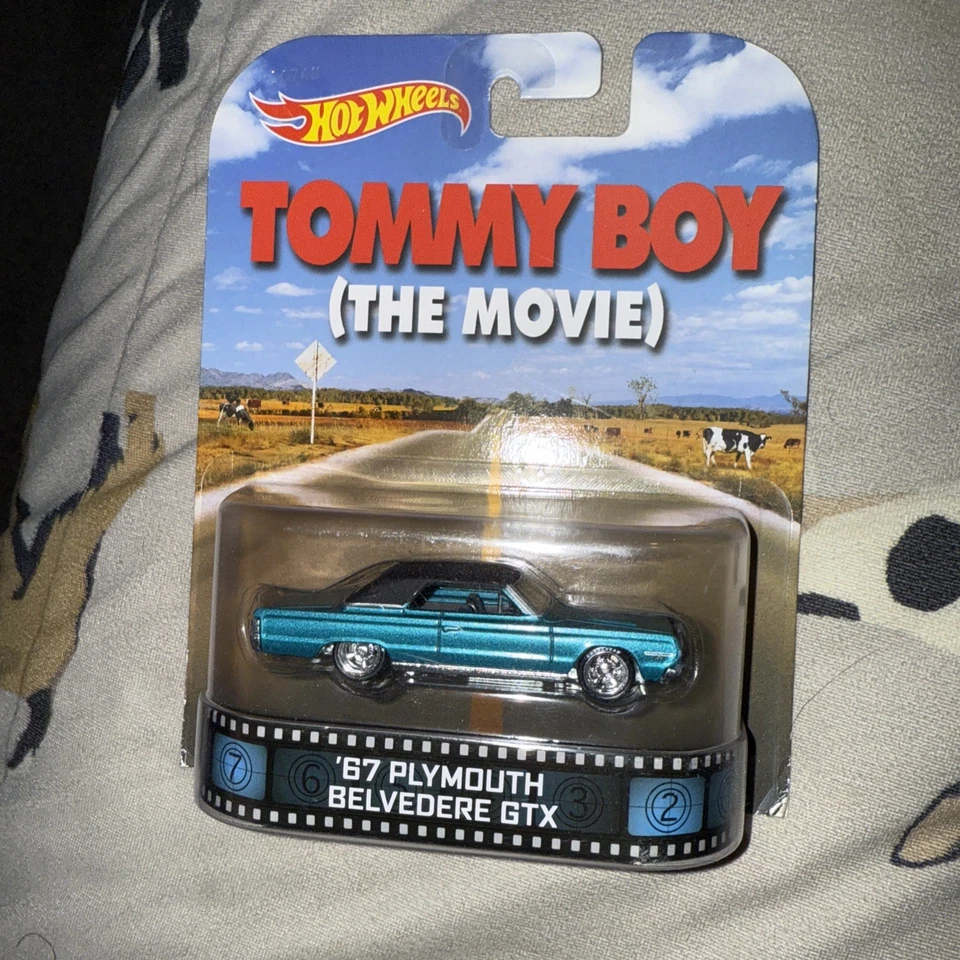 HOT WHEELS
TOMMY BOY
(THE MOVIE)
'67 PLYMOUTH
BELVEDERE GTX
7
6
3
2